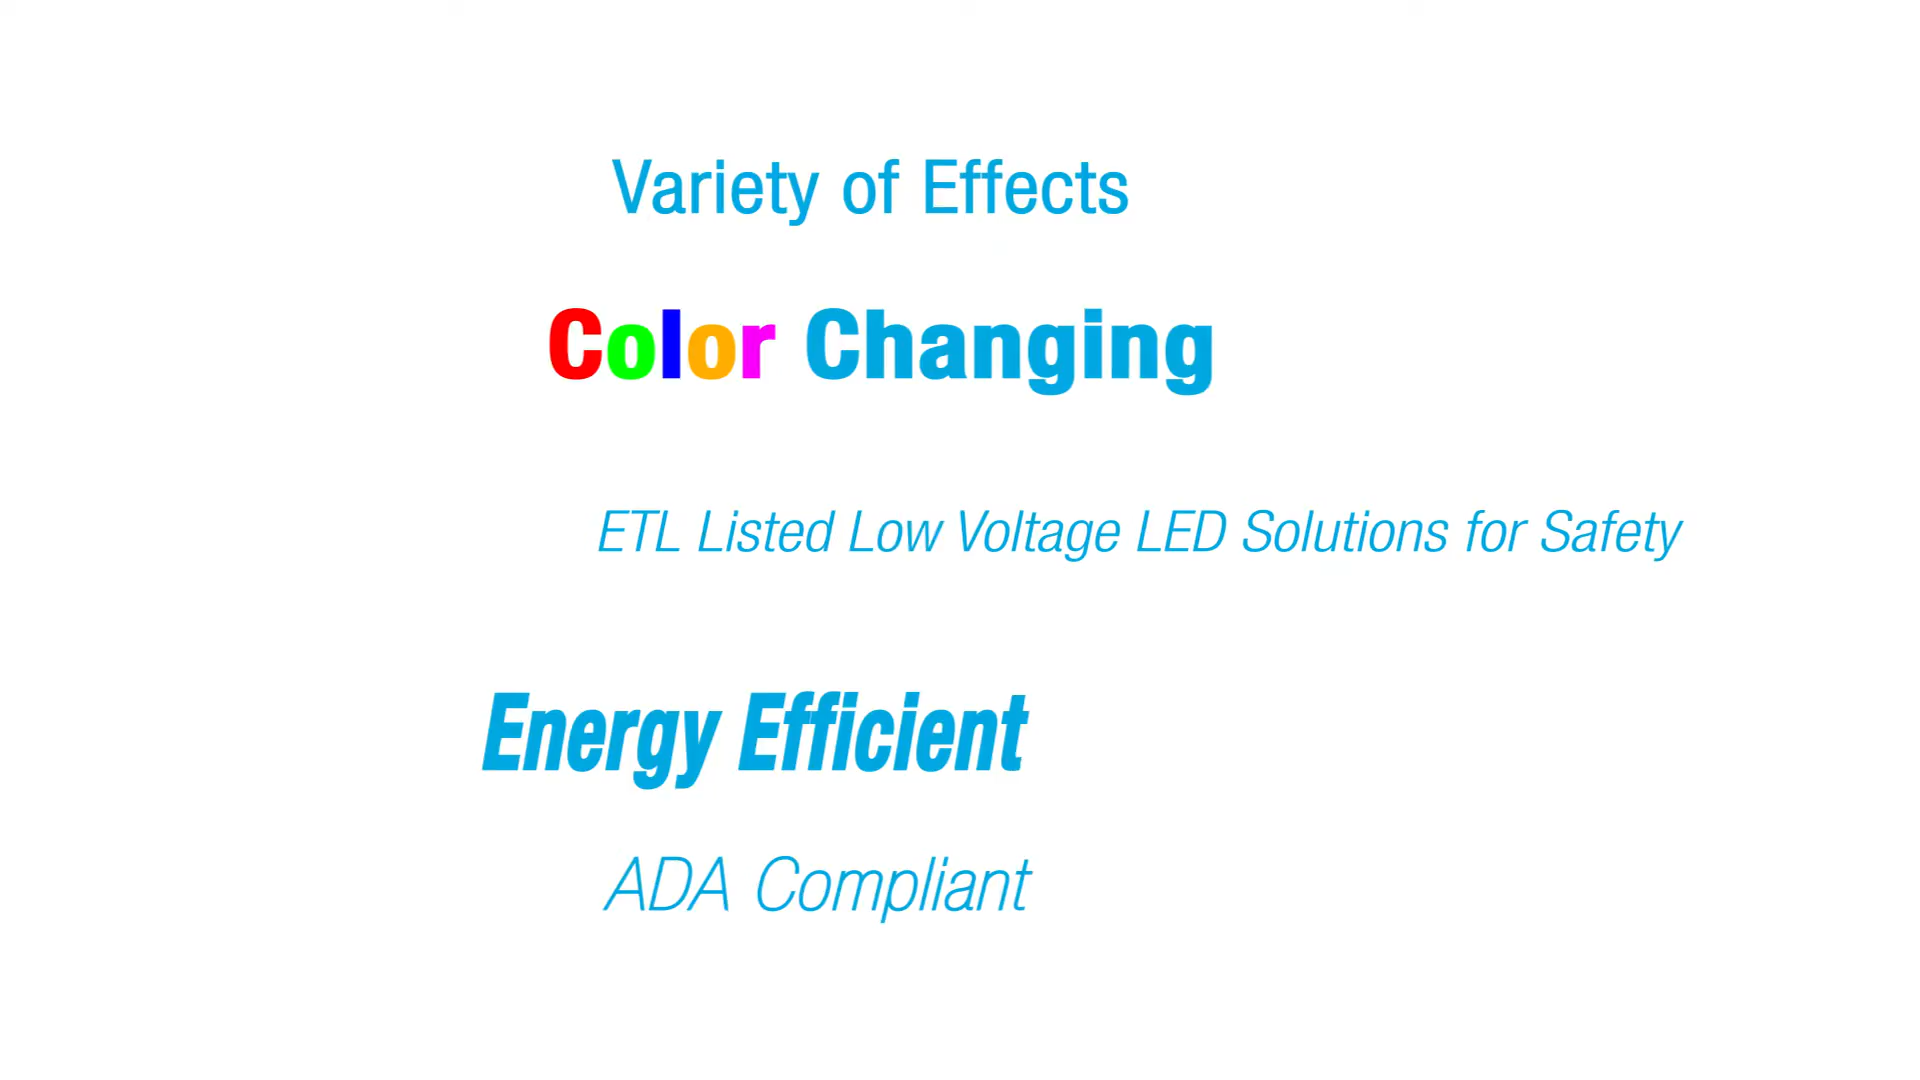 Variety of Effects
Color Changing
ETL Listed Low Voltage LED Solutions for Safety
Energy Efficient
ADA Compliant